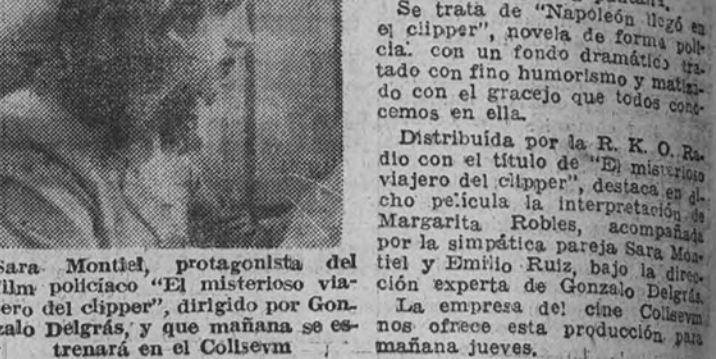 Sara Montiel, protagonista del
film policíaco "El misterioso via-
jero del clipper", dirigido por Gon-
zalo Delgrás, y que mañana se es-
trenará en el Colisevm
Se trata de "Napoleón llegó en
el clipper", novela de forma poli-
cial con un fondo dramático tra-
tado con fino humorismo y matiza-
do con el gracejo que todos cono-
cemos en ella.
Distribuída por la R. K. O. Ra-
dio con el título de "El misterioso
viajero del clipper", destaca en di-
cho película la interpretación de
Margarita Robles, acompañada
por la simpática pareja Sara Mon-
tiel y Emilio Ruiz, bajo la direc-
ción experta de Gonzalo Delgrás.
La empresa del cine Colisevm
nos ofrece esta producción para
mañana jueves.